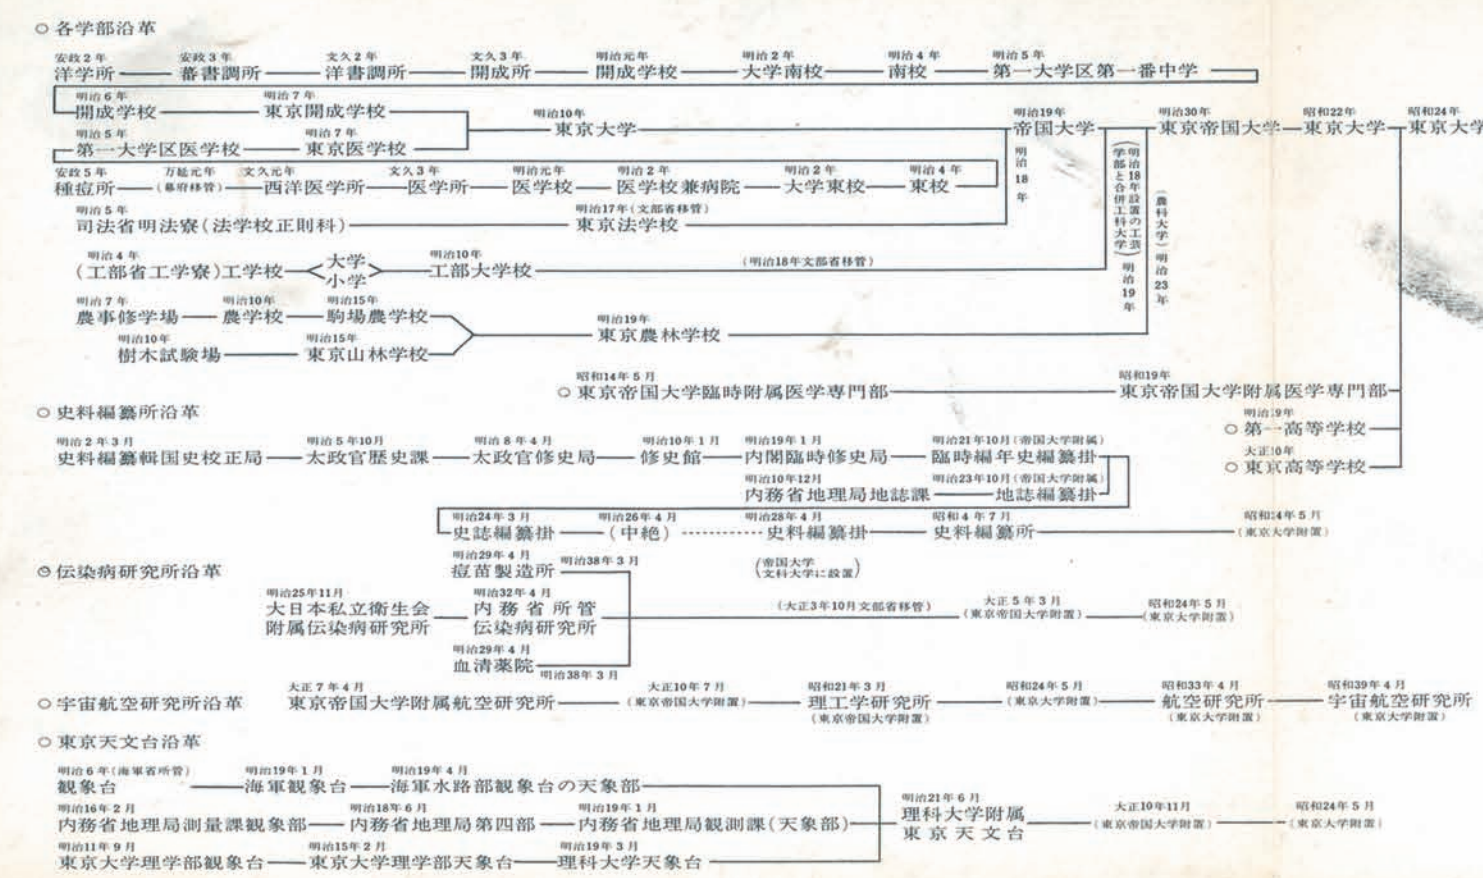 ○ 各学部沿革
安政2年 安政3年 文久2年 文久3年 明治元年 明治2年 明治4年 明治5年
洋学所 蕃書調所 洋書調所 開成所 開成学校 大学南校 南校 第一大学区第一番中学
明治6年 明治7年 明治10年 明治19年 明治30年 昭和22年 昭和24年
開成学校 東京開成学校 東京大学 帝国大学 東京帝国大学 東京大学 東京大学
明治5年 明治7年
第一大学区医学校 東京医学校
安政5年 万延元年 文久元年 文久3年 明治元年 明治2年 明治2年 明治4年
種痘所 (幕府移管) 西洋医学所 医学所 医学校 医学校兼病院 大学東校 東校
明治18年
(明治18年設置の工芸学部と合併工科大学) 明治19年
(農科大学) 明治23年
明治5年 明治17年(文部省移管)
司法省明法寮(法学校正則科) 東京法学校
明治4年 明治10年 (明治18年文部省移管)
(工部省工学寮)工学校 大学 小学 工部大学校
明治7年 明治10年 明治15年 明治19年
農事修学場 農学校 駒場農学校 東京農林学校
明治10年 明治15年
樹木試験場 東京山林学校
昭和14年5月 昭和19年
○ 東京帝国大学臨時附属医学専門部 東京帝国大学附属医学専門部
明治19年
○ 第一高等学校
大正10年
○ 東京高等学校
○ 史料編纂所沿革
明治2年3月 明治5年10月 明治8年4月 明治10年1月 明治19年1月 明治21年10月(帝国大学附属)
史料編纂輯国史校正局 太政官歴史課 太政官修史局 修史館 内閣臨時修史局 臨時編年史編纂掛
明治10年12月 明治23年10月(帝国大学附属)
内務省地理局地誌課 地誌編纂掛
明治24年3月 明治26年4月 明治28年4月 昭和4年7月 昭和24年5月
史誌編纂掛 (中絶) 史料編纂掛 史料編纂所 (東京大学附置)
(帝国大学文科大学に設置)
○ 伝染病研究所沿革
明治29年4月 明治38年3月
痘苗製造所
明治25年11月 明治32年4月 (大正3年10月文部省移管) 大正5年3月 昭和24年5月
大日本私立衛生会 内務省所管 (東京帝国大学附置) (東京大学附置)
附属伝染病研究所 伝染病研究所
明治29年4月
血清薬院 明治38年3月
○ 宇宙航空研究所沿革
大正7年4月 大正10年7月 昭和21年3月 昭和24年5月 昭和33年4月 昭和39年4月
東京帝国大学附属航空研究所 (東京帝国大学附置) 理工学研究所 (東京大学附置) 航空研究所 宇宙航空研究所
(東京帝国大学附置) (東京大学附置) (東京大学附置)
○ 東京天文台沿革
明治6年(海軍省所管) 明治19年1月 明治19年4月
観象台 海軍観象台 海軍水路部観象台の天象部
明治16年2月 明治18年6月 明治19年1月 明治21年6月 大正10年11月 昭和24年5月
内務省地理局測量課観象部 内務省地理局第四部 内務省地理局観測課(天象部) 理科大学附属 (東京帝国大学附置) (東京大学附置)
東京天文台
明治11年9月 明治15年2月 明治19年3月
東京大学理学部観象台 東京大学理学部天象台 理科大学天象台